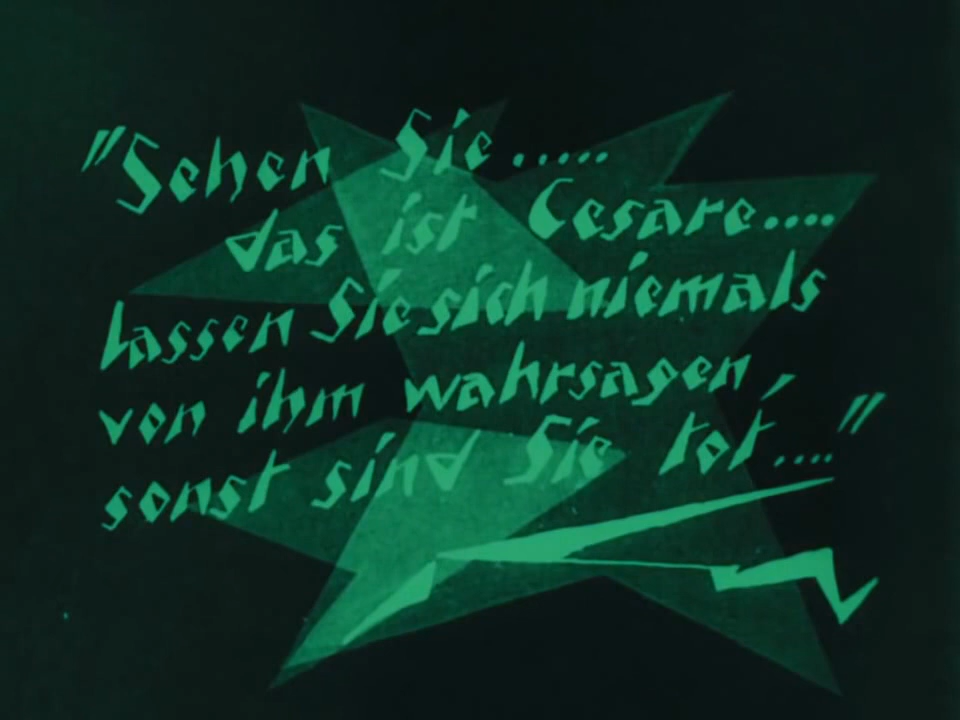 "Sehen Sie.....
das ist Cesare....
lassen Sie sich niemals
von ihm wahrsagen,
sonst sind Sie tot...."